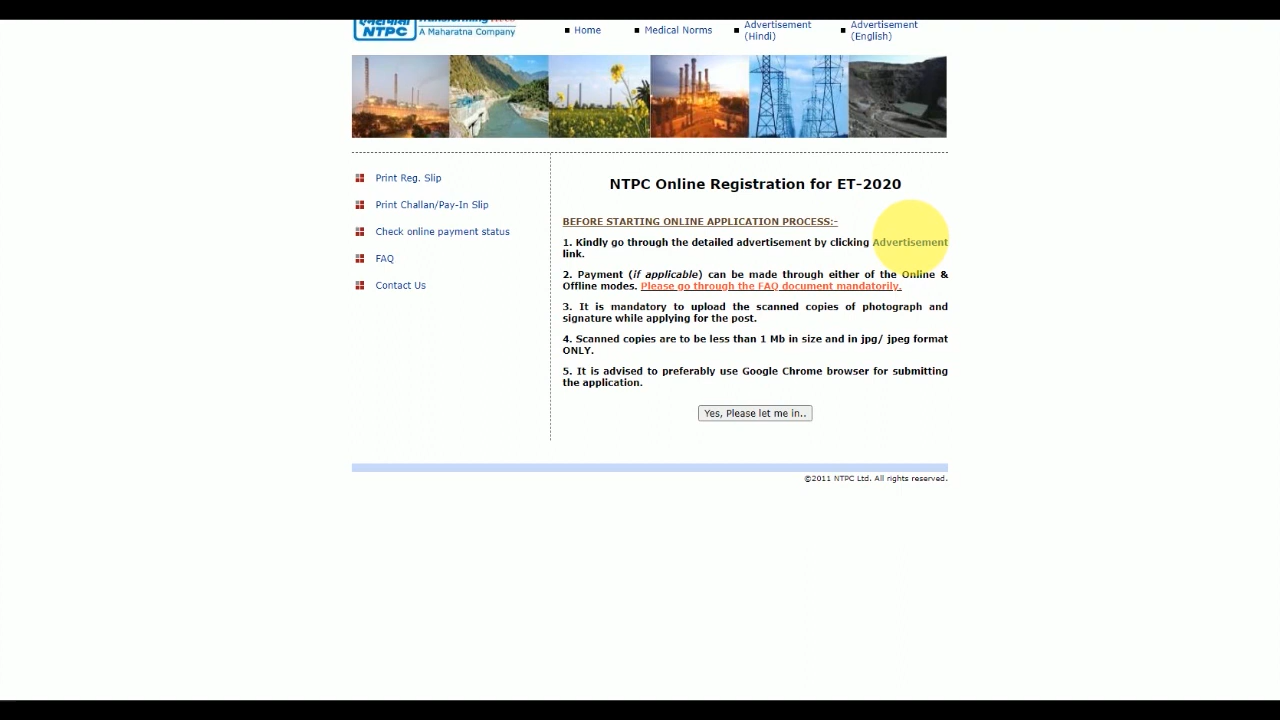 एनटीपीसी
NTPC
Transforming Lives
A Maharatna Company
Home
Medical Norms
Advertisement
(Hindi)
Advertisement
(English)
Print Reg. Slip
Print Challan/Pay-In Slip
Check online payment status
FAQ
Contact Us
NTPC Online Registration for ET-2020
BEFORE STARTING ONLINE APPLICATION PROCESS:-
1. Kindly go through the detailed advertisement by clicking Advertisement
link.
2. Payment (if applicable) can be made through either of the Online &
Offline modes. Please go through the FAQ document mandatorily.
3. It is mandatory to upload the scanned copies of photograph and
signature while applying for the post.
4. Scanned copies are to be less than 1 Mb in size and in jpg/ jpeg format
ONLY.
5. It is advised to preferably use Google Chrome browser for submitting
the application.
Yes, Please let me in..
©2011 NTPC Ltd. All rights reserved.